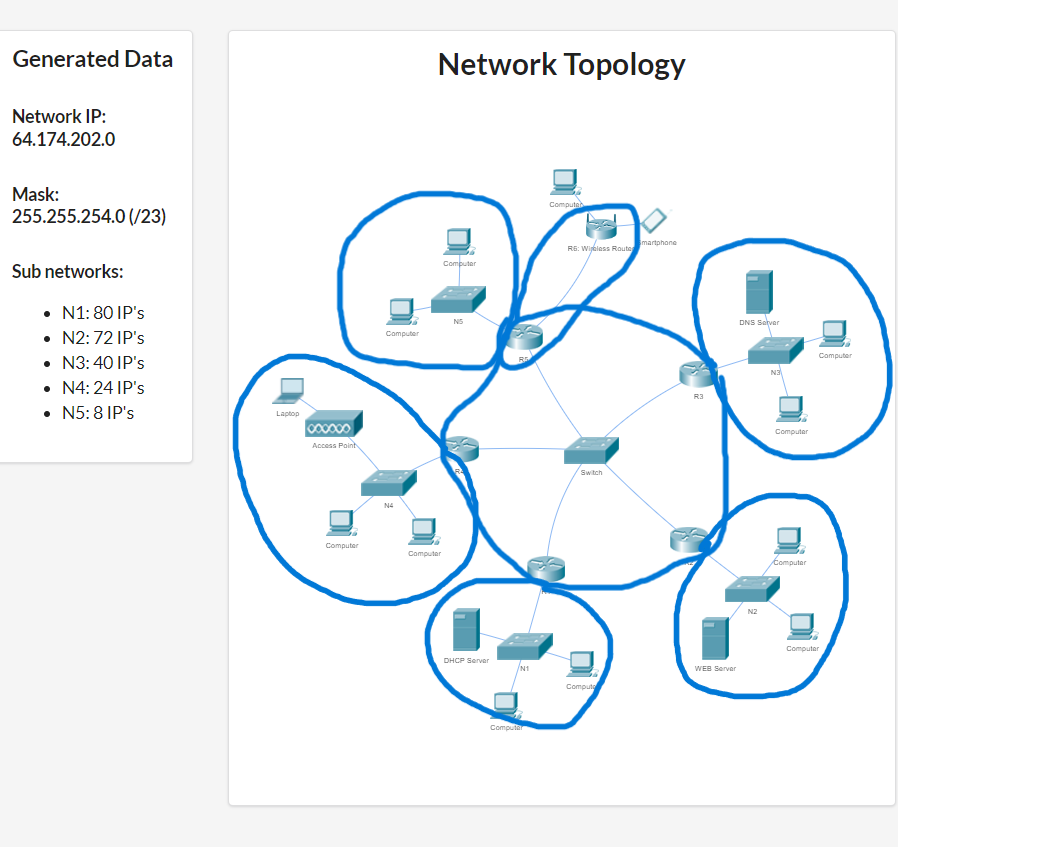 Generated Data
Network IP:
64.174.202.0
Mask:
255.255.254.0 (/23)
Sub networks:
N1: 80 IP's
N2: 72 IP's
N3: 40 IP's
N4: 24 IP's
N5: 8 IP's
Network Topology
Computer
R6: Wireless Router
Smartphone
Computer
N5
Computer
R5
DNS Server
Computer
N3
R3
Computer
Laptop
Access Point
R4
Switch
N4
Computer
Computer
Computer
N2
Computer
WEB Server
DHCP Server
N1
Computer
Computer